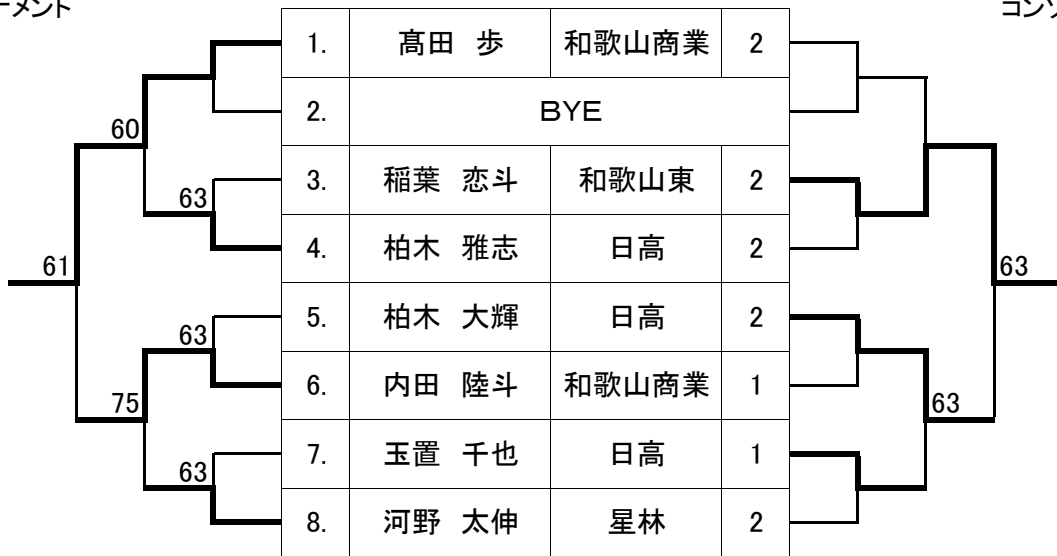 ーメント
コンソ
1. 髙田 歩 和歌山商業 2
2. BYE
60
3. 稲葉 恋斗 和歌山東 2
63
4. 柏木 雅志 日高 2
61
63
5. 柏木 大輝 日高 2
63
6. 内田 陸斗 和歌山商業 1
75
63
7. 玉置 千也 日高 1
63
8. 河野 太伸 星林 2